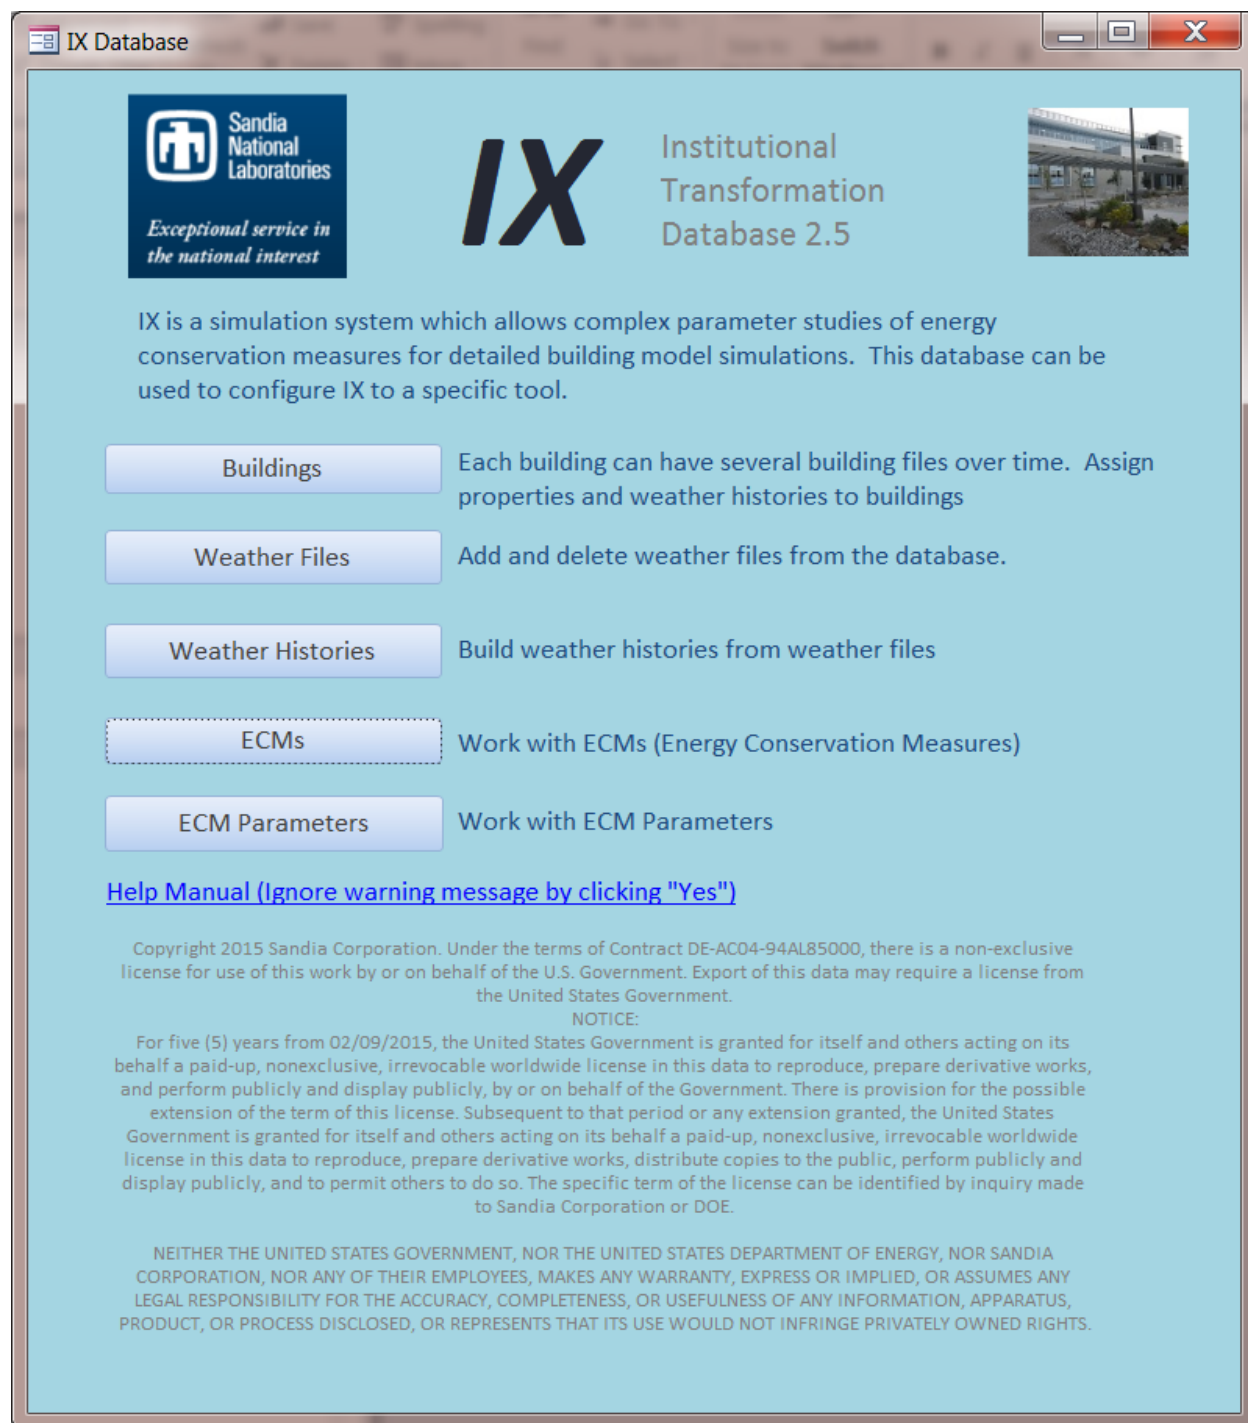 IX Database
Sandia
National
Laboratories
Exceptional service in
the national interest
IX
Institutional
Transformation
Database 2.5
IX is a simulation system which allows complex parameter studies of energy
conservation measures for detailed building model simulations.  This database can be
used to configure IX to a specific tool.
Buildings
Each building can have several building files over time.  Assign
properties and weather histories to buildings
Weather Files
Add and delete weather files from the database.
Weather Histories
Build weather histories from weather files
ECMs
Work with ECMs (Energy Conservation Measures)
ECM Parameters
Work with ECM Parameters
Help Manual (Ignore warning message by clicking "Yes")
Copyright 2015 Sandia Corporation. Under the terms of Contract DE-AC04-94AL85000, there is a non-exclusive
license for use of this work by or on behalf of the U.S. Government. Export of this data may require a license from
the United States Government.
NOTICE:
For five (5) years from 02/09/2015, the United States Government is granted for itself and others acting on its
behalf a paid-up, nonexclusive, irrevocable worldwide license in this data to reproduce, prepare derivative works,
and perform publicly and display publicly, by or on behalf of the Government. There is provision for the possible
extension of the term of this license. Subsequent to that period or any extension granted, the United States
Government is granted for itself and others acting on its behalf a paid-up, nonexclusive, irrevocable worldwide
license in this data to reproduce, prepare derivative works, distribute copies to the public, perform publicly and
display publicly, and to permit others to do so. The specific term of the license can be identified by inquiry made
to Sandia Corporation or DOE.
NEITHER THE UNITED STATES GOVERNMENT, NOR THE UNITED STATES DEPARTMENT OF ENERGY, NOR SANDIA
CORPORATION, NOR ANY OF THEIR EMPLOYEES, MAKES ANY WARRANTY, EXPRESS OR IMPLIED, OR ASSUMES ANY
LEGAL RESPONSIBILITY FOR THE ACCURACY, COMPLETENESS, OR USEFULNESS OF ANY INFORMATION, APPARATUS,
PRODUCT, OR PROCESS DISCLOSED, OR REPRESENTS THAT ITS USE WOULD NOT INFRINGE PRIVATELY OWNED RIGHTS.